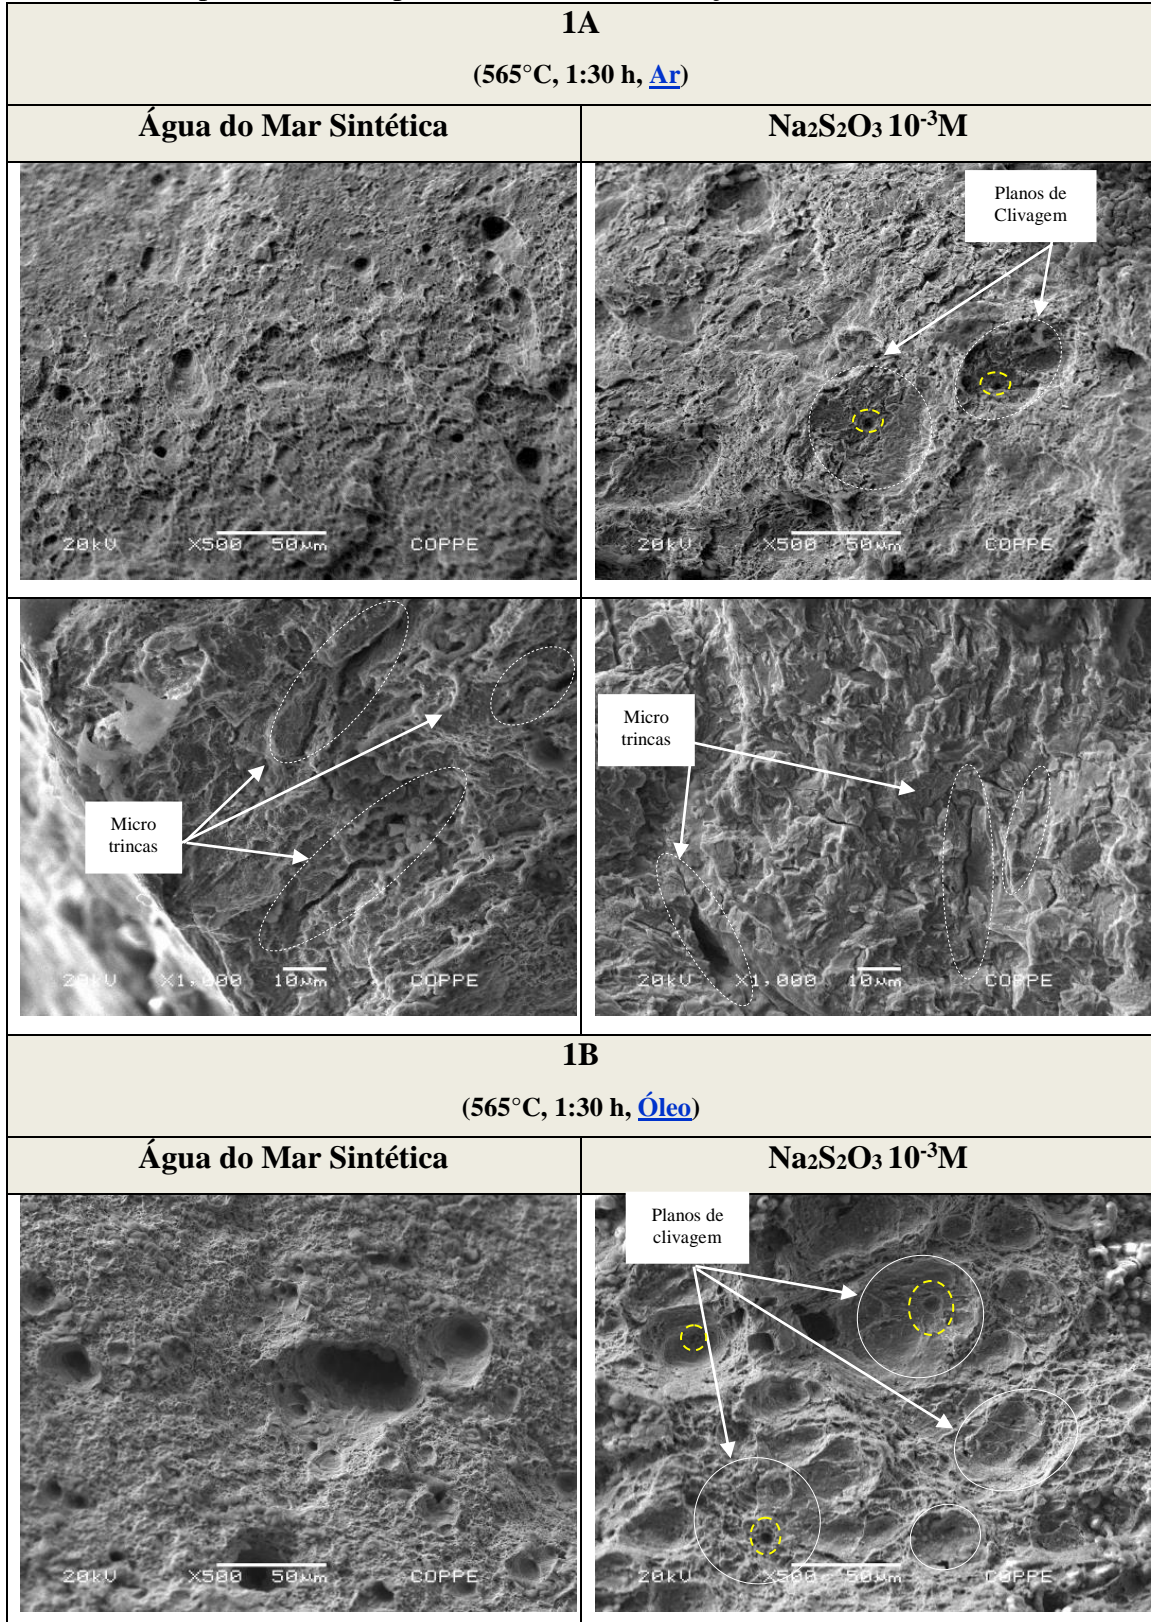 1A
(565°C, 1:30 h, Ar)
Água do Mar Sintética
Na2S2O3 10-3M
Planos de
Clivagem
20kV X500 50µm COPPE
20kV X500 50µm COPPE
Micro
trincas
Micro
trincas
20kV X1,000 10µm COPPE
20kV X1,000 10µm COPPE
1B
(565°C, 1:30 h, Óleo)
Água do Mar Sintética
Na2S2O3 10-3M
Planos de
clivagem
20kV X500 50µm COPPE
20kV X500 50µm COPPE